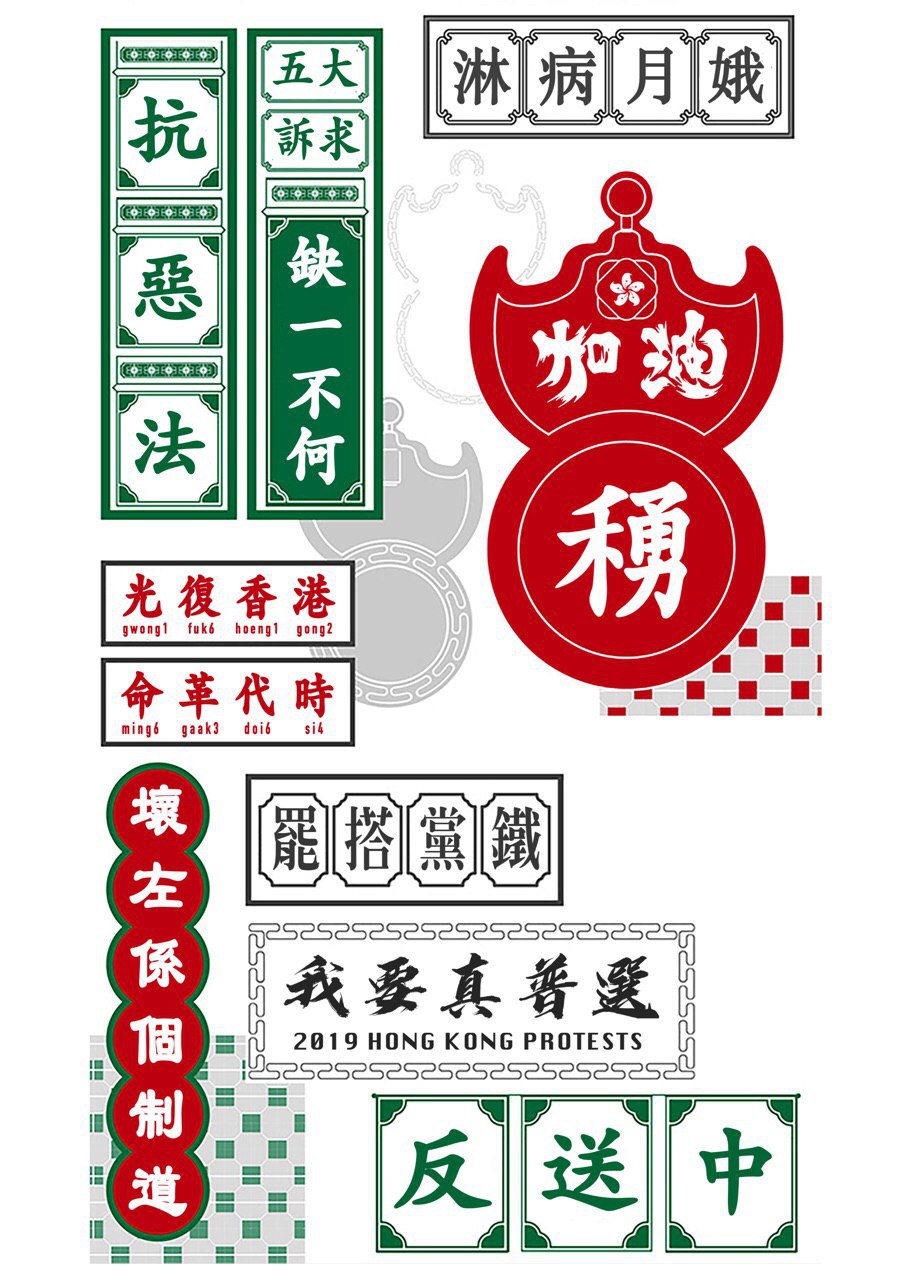 抗惡法
五大
訴求
缺一不何
淋病月娥
加油
光復香港
gwong1 fuk6 hoeng1 gong2
命革代時
ming6 gaak3 doi6 si4
壞左係個制道
罷搭黨鐵
我要真普選
2019 HONG KONG PROTESTS
反送中